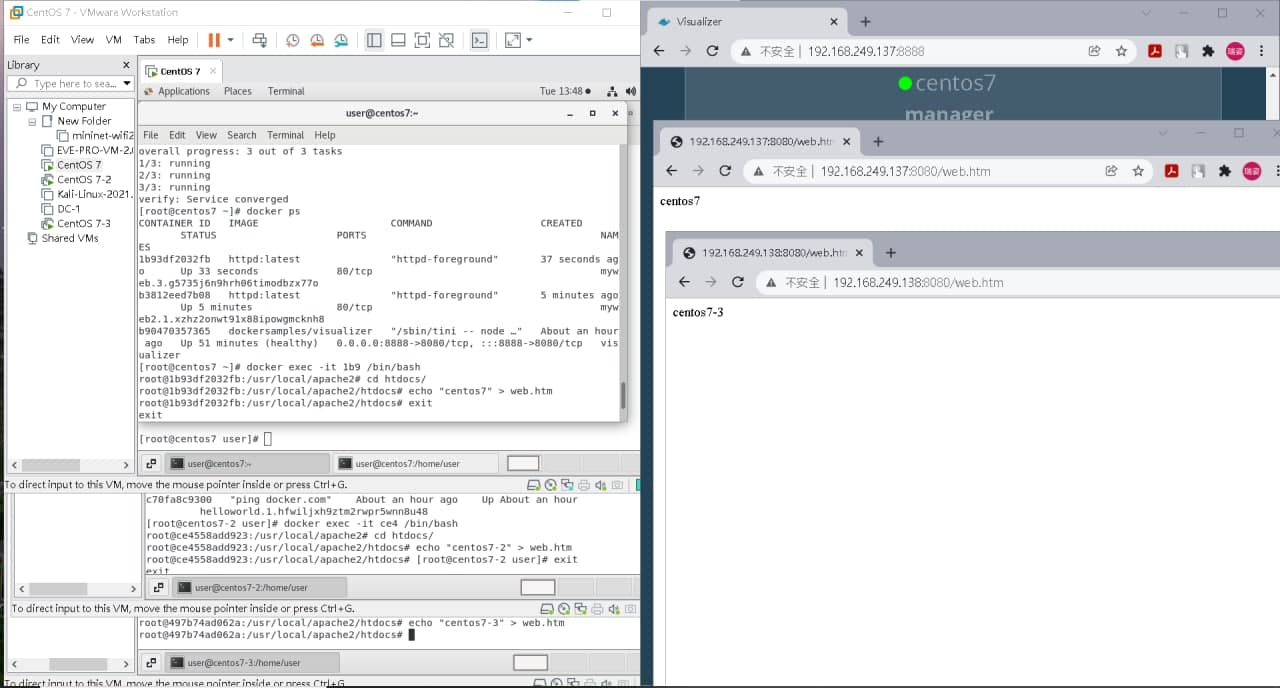 CentOS 7 - VMware Workstation
File Edit View VM Tabs Help
Library
Type here to sea...
My Computer
New Folder
mininet-wifi2
EVE-PRO-VM-2.
CentOS 7
CentOS 7-2
Kali-Linux-2021.
DC-1
CentOS 7-3
Shared VMs
CentOS 7
Applications Places Terminal Tue 13:48
user@centos7:~
File Edit View Search Terminal Help
overall progress: 3 out of 3 tasks
1/3: running
2/3: running
3/3: running
verify: Service converged
[root@centos7 ~]# docker ps
CONTAINER ID IMAGE COMMAND CREATED
STATUS PORTS NAM
ES
1b93df2032fb httpd:latest "httpd-foreground" 37 seconds ag
o Up 33 seconds 80/tcp myw
eb.3.g5735j6n9hrh06timodbzx77o
b3812eed7b08 httpd:latest "httpd-foreground" 5 minutes ago
Up 5 minutes 80/tcp myw
eb2.1.xzhz2onwt91x88ipowgmcknh8
b90470357365 dockersamples/visualizer "/sbin/tini -- node …" About an hour
ago Up 51 minutes (healthy) 0.0.0.0:8888->8080/tcp, :::8888->8080/tcp vis
ualizer
[root@centos7 ~]# docker exec -it 1b9 /bin/bash
root@1b93df2032fb:/usr/local/apache2# cd htdocs/
root@1b93df2032fb:/usr/local/apache2/htdocs# echo "centos7" > web.htm
root@1b93df2032fb:/usr/local/apache2/htdocs# exit
exit
[root@centos7 user]#
user@centos7:~ user@centos7:/home/user
To direct input to this VM, move the mouse pointer inside or press Ctrl+G.
c70fa8c9300 "ping docker.com" About an hour ago Up About an hour
helloworld.1.hfwiljxh9ztm2rwpr5wnn8u48
[root@centos7-2 user]# docker exec -it ce4 /bin/bash
root@ce4558add923:/usr/local/apache2# cd htdocs/
root@ce4558add923:/usr/local/apache2/htdocs# echo "centos7-2" > web.htm
root@ce4558add923:/usr/local/apache2/htdocs# [root@centos7-2 user]# exit
exit
user@centos7-2:/home/user
To direct input to this VM, move the mouse pointer inside or press Ctrl+G.
root@497b74ad062a:/usr/local/apache2/htdocs# echo "centos7-3" > web.htm
root@497b74ad062a:/usr/local/apache2/htdocs#
user@centos7-3:/home/user
To direct input to this VM, move the mouse pointer inside or press Ctrl+G.
Visualizer
不安全 | 192.168.249.137:8888
瑞姿
centos7
manager
192.168.249.137:8080/web.htm
不安全 | 192.168.249.137:8080/web.htm
瑞姿
centos7
192.168.249.138:8080/web.htm
不安全 | 192.168.249.138:8080/web.htm
centos7-3